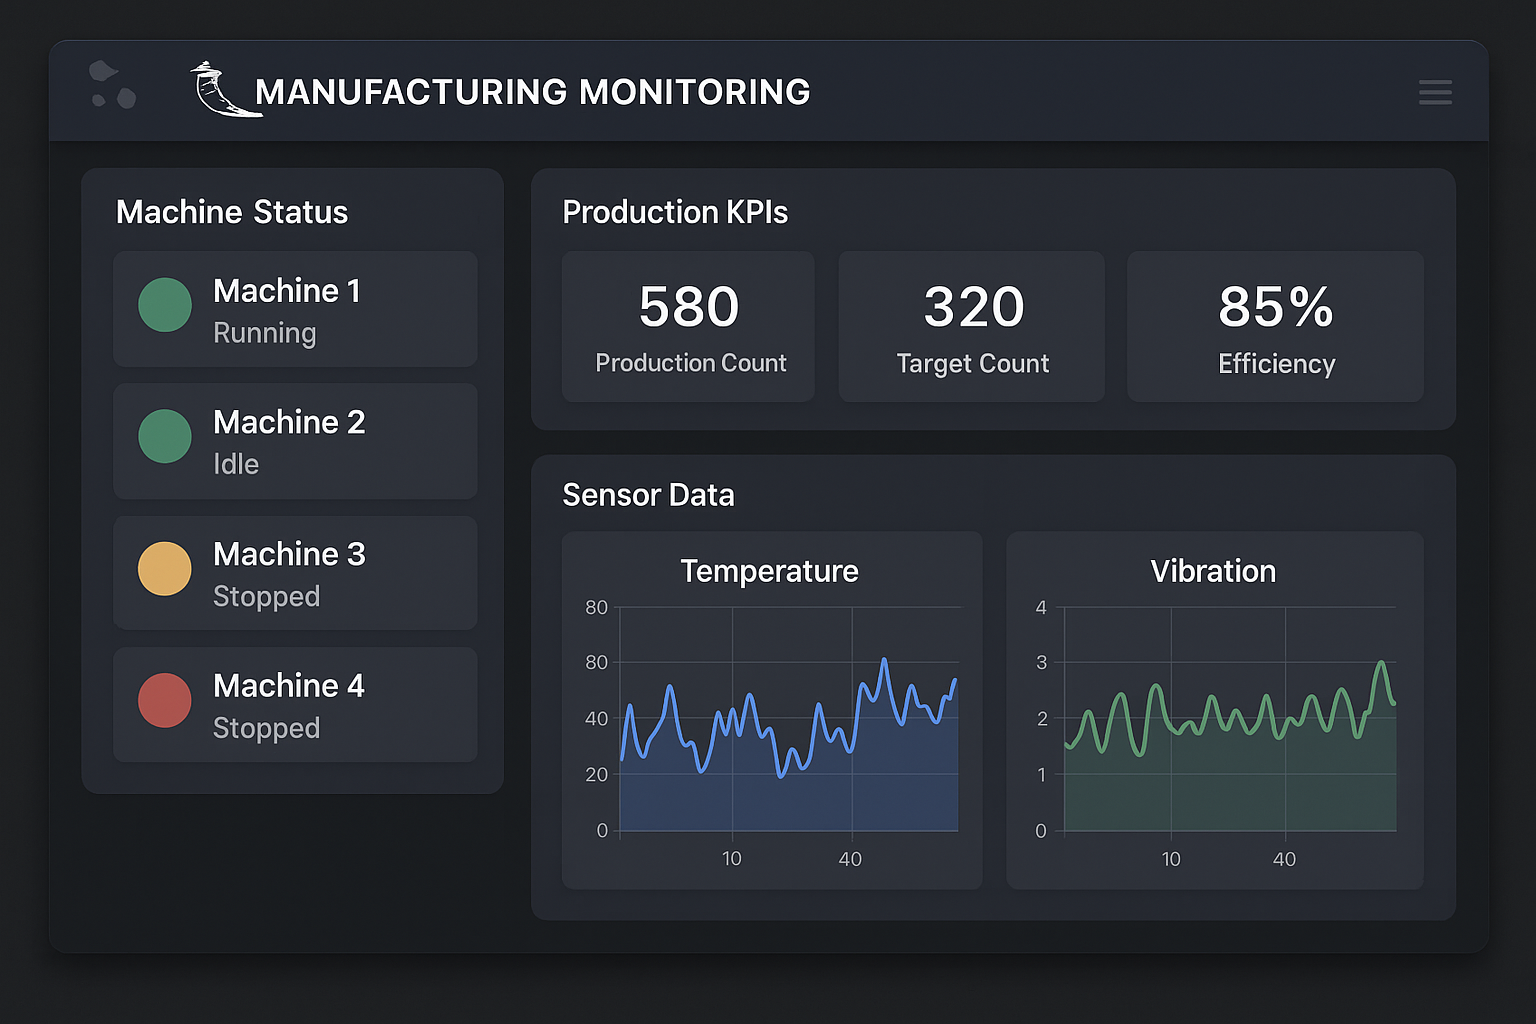 MANUFACTURING MONITORING
Machine Status
Machine 1
Running
Machine 2
Idle
Machine 3
Stopped
Machine 4
Stopped
Production KPIs
580
Production Count
320
Target Count
85%
Efficiency
Sensor Data
Temperature
80
80
40
20
0
10 40
Vibration
4
3
2
1
0
10 40